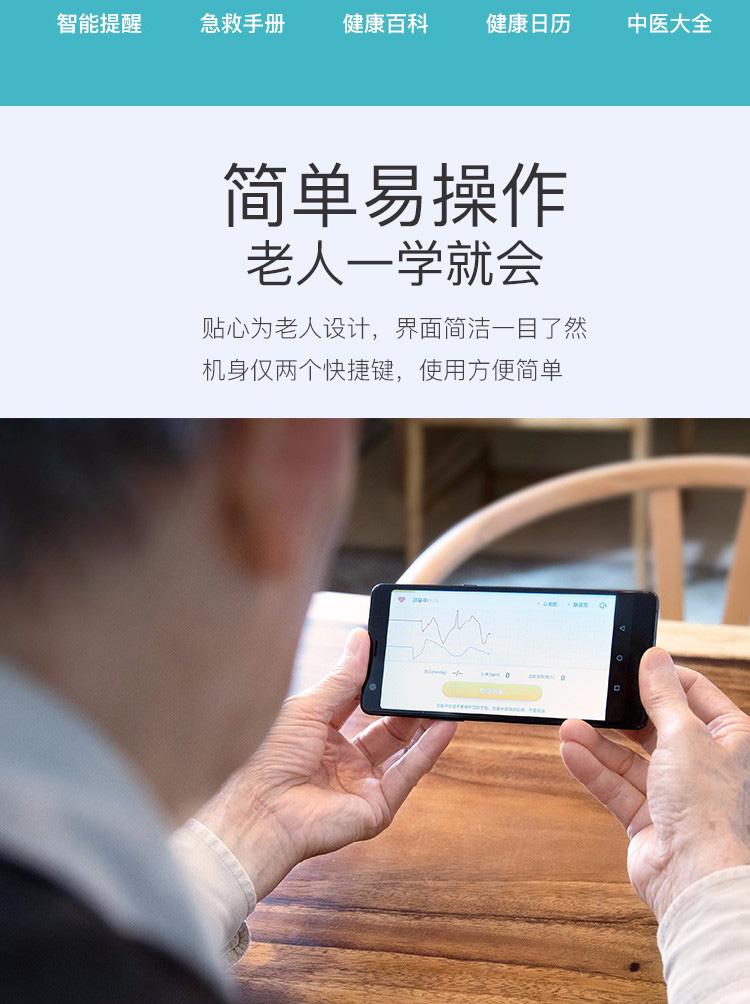 智能提醒 急救手册 健康百科 健康日历 中医大全
简单易操作
老人一学就会
贴心为老人设计，界面简洁一目了然
机身仅两个快捷键，使用方便简单